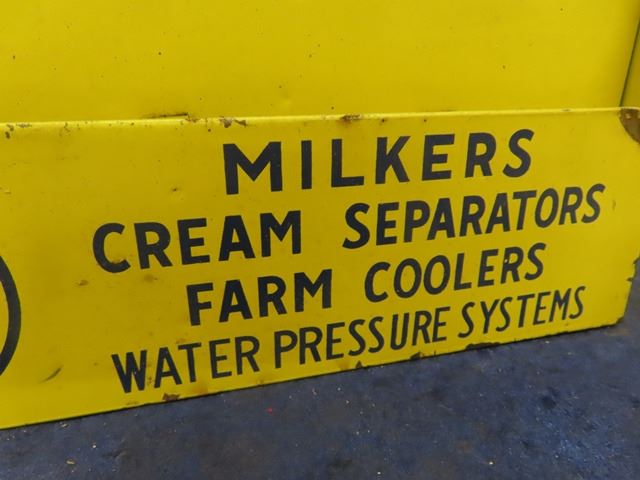 MILKERS
CREAM SEPARATORS
FARM COOLERS
WATER PRESSURE SYSTEMS